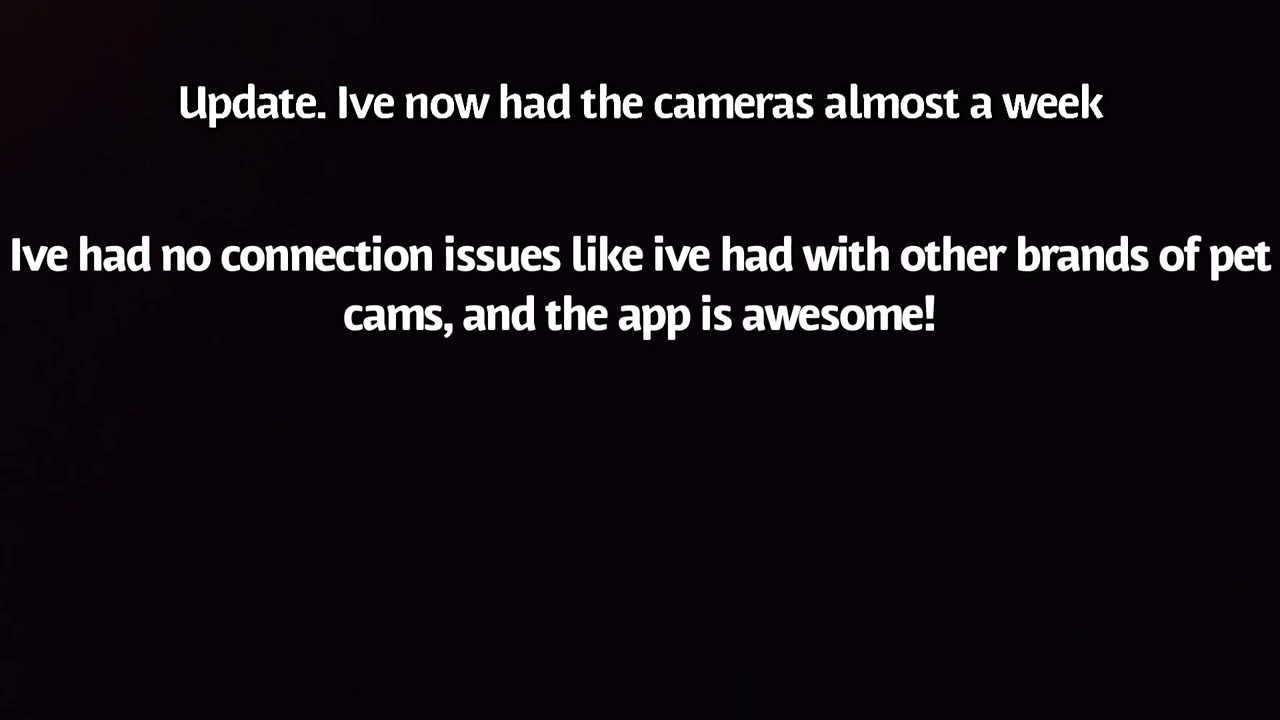 Update. Ive now had the cameras almost a week
Ive had no connection issues like ive had with other brands of pet
cams, and the app is awesome!